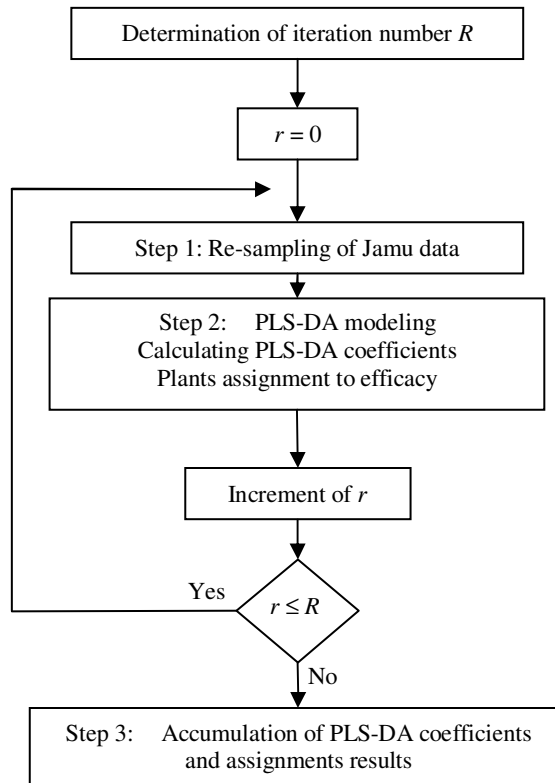 Determination of iteration number R
r = 0
Step 1: Re-sampling of Jamu data
Step 2: PLS-DA modeling
Calculating PLS-DA coefficients
Plants assignment to efficacy
Increment of r
Yes
r ≤ R
No
Step 3: Accumulation of PLS-DA coefficients
and assignments results